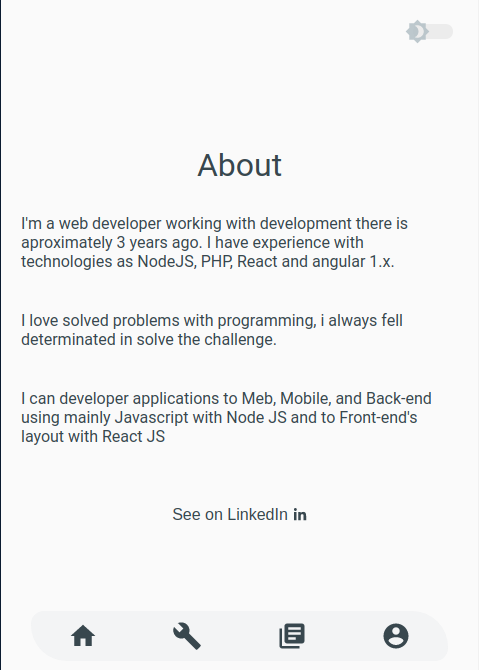 About
I'm a web developer working with development there is
aproximately 3 years ago. I have experience with
technologies as NodeJS, PHP, React and angular 1.x.
I love solved problems with programming, i always fell
determined in solve the challenge.
I can developer applications to Meb, Mobile, and Back-end
using mainly Javascript with Node JS and to Front-end's
layout with React JS
See on LinkedIn in